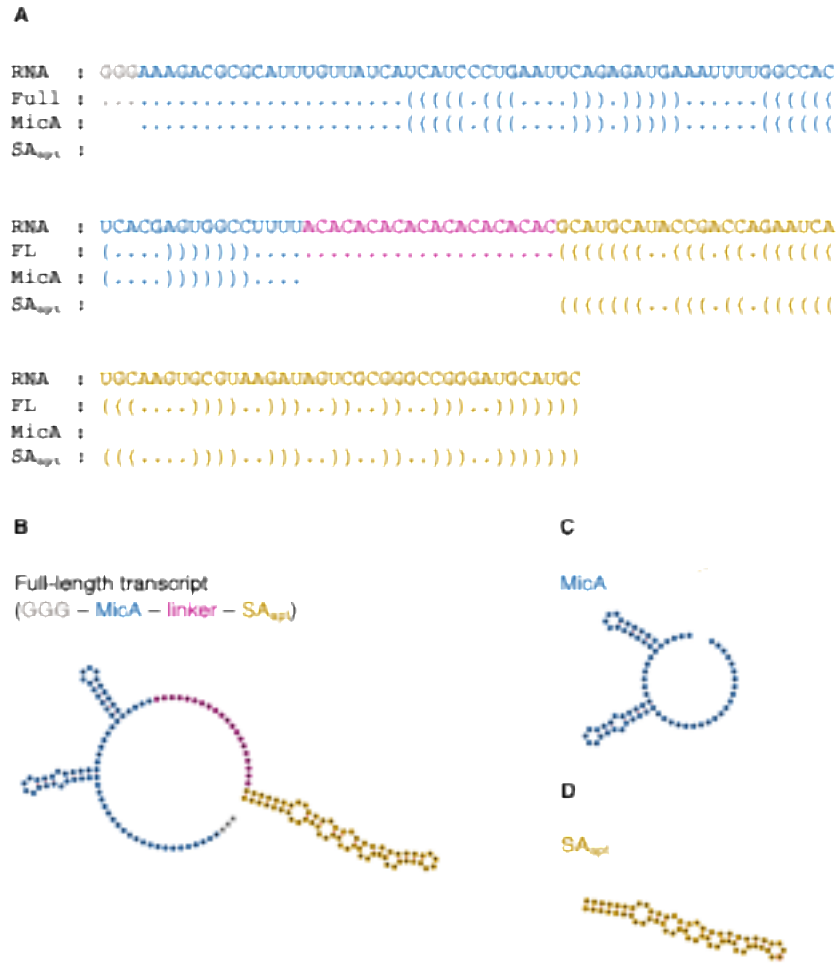 A
RNA : GGGAAAGACGCGCAUUUGUUAUCAUCAUCCCUGAAUUCAGAGAUGAAAUUUUGGCCAC
Full : ........................(((((.(((....))).)))))......((((((
MicA : .....................(((((.(((....))).)))))......((((((
SAapt :
RNA : UCACGAGUGGCCUUUUACACACACACACACACACACGCAUGCAUACCGACCAGAAUCA
FL : (....)))))))........................(((((((..(((.((.((((((
MicA : (....)))))))....
SAapt : (((((((..(((.((.((((((
RNA : UGCAAGUGCGUAAGAUAGUCGCGGGCCGGGAUGCAUGC
FL : (((....))))..)))..))..))..)))..)))))))
MicA :
SAapt : (((....))))..)))..))..))..)))..)))))))
B
Full-length transcript
(GGG – MicA – linker – SAapt)
C
MicA
D
SAapt